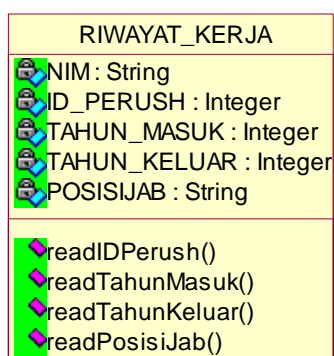 RIWAYAT_KERJA
NIM : String
ID_PERUSH : Integer
TAHUN_MASUK : Integer
TAHUN_KELUAR : Integer
POSISIJAB : String
readIDPerush()
readTahunMasuk()
readTahunKeluar()
readPosisiJab()